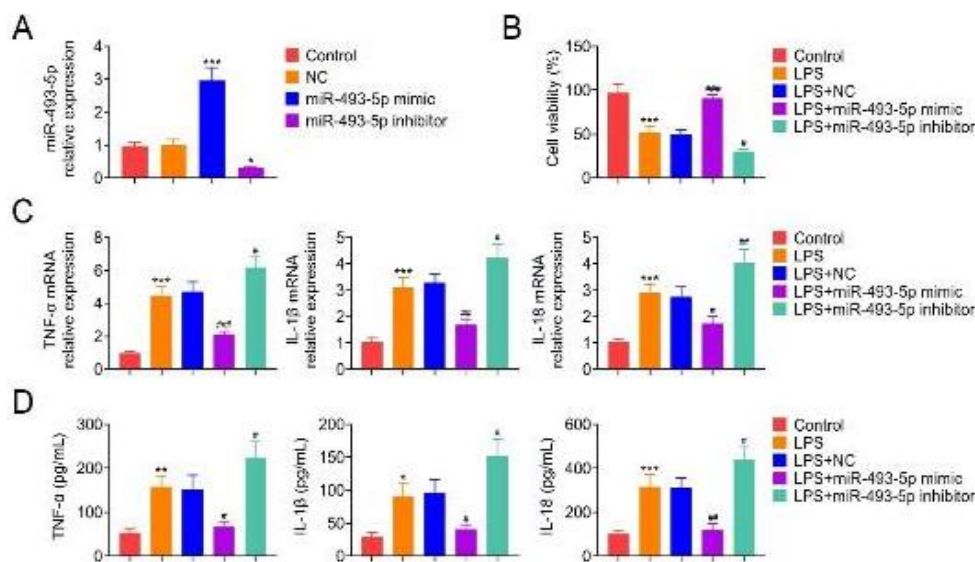 A
miR-493-5p
relative expression
4
3
2
1
0
***
*
Control
NC
miR-493-5p mimic
miR-493-5p inhibitor
B
Cell viability (%)
150
100
50
0
***
###
#
Control
LPS
LPS+NC
LPS+miR-493-5p mimic
LPS+miR-493-5p inhibitor
C
TNF-α mRNA
relative expression
8
6
4
2
0
***
###
#
IL-1β mRNA
relative expression
5
4
3
2
1
0
***
##
#
IL-18 mRNA
relative expression
5
4
3
2
1
0
***
#
##
Control
LPS
LPS+NC
LPS+miR-493-5p mimic
LPS+miR-493-5p inhibitor
D
TNF-α (pg/mL)
300
200
100
0
**
#
#
IL-1β (pg/mL)
200
150
100
50
0
*
#
#
IL-18 (pg/mL)
600
400
200
0
***
##
#
Control
LPS
LPS+NC
LPS+miR-493-5p mimic
LPS+miR-493-5p inhibitor